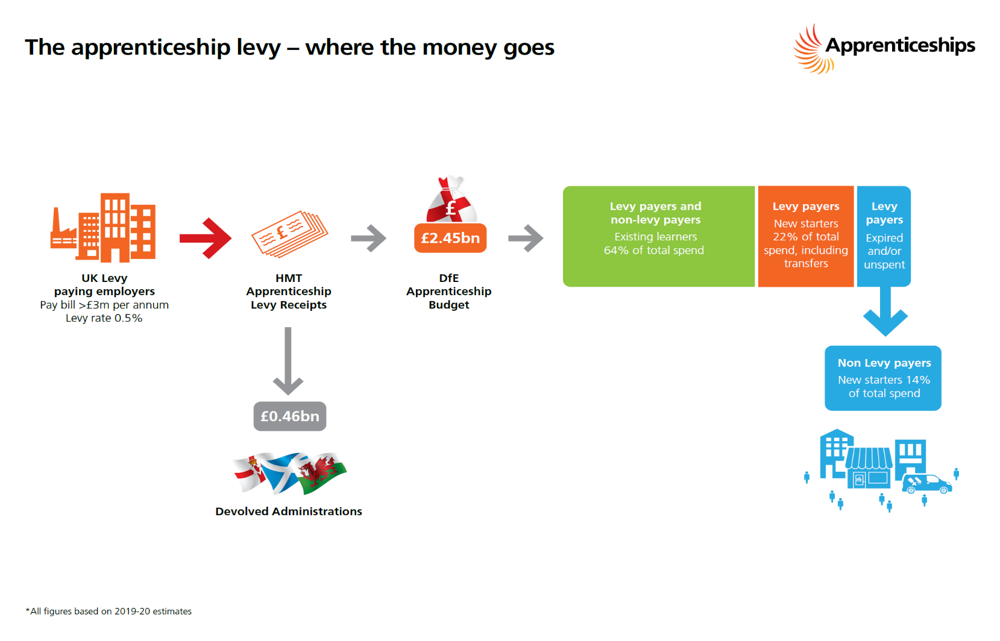 The apprenticeship levy – where the money goes
Apprenticeships
UK Levy
paying employers
Pay bill >£3m per annum
Levy rate 0.5%
£
HMT
Apprenticeship
Levy Receipts
£
£2.45bn
DfE
Apprenticeship
Budget
Levy payers and
non-levy payers
Existing learners
64% of total spend
Levy payers
New starters
22% of total
spend, including
transfers
Levy
payers
Expired
and/or
unspent
Non Levy payers
New starters 14%
of total spend
£0.46bn
Devolved Administrations
*All figures based on 2019-20 estimates